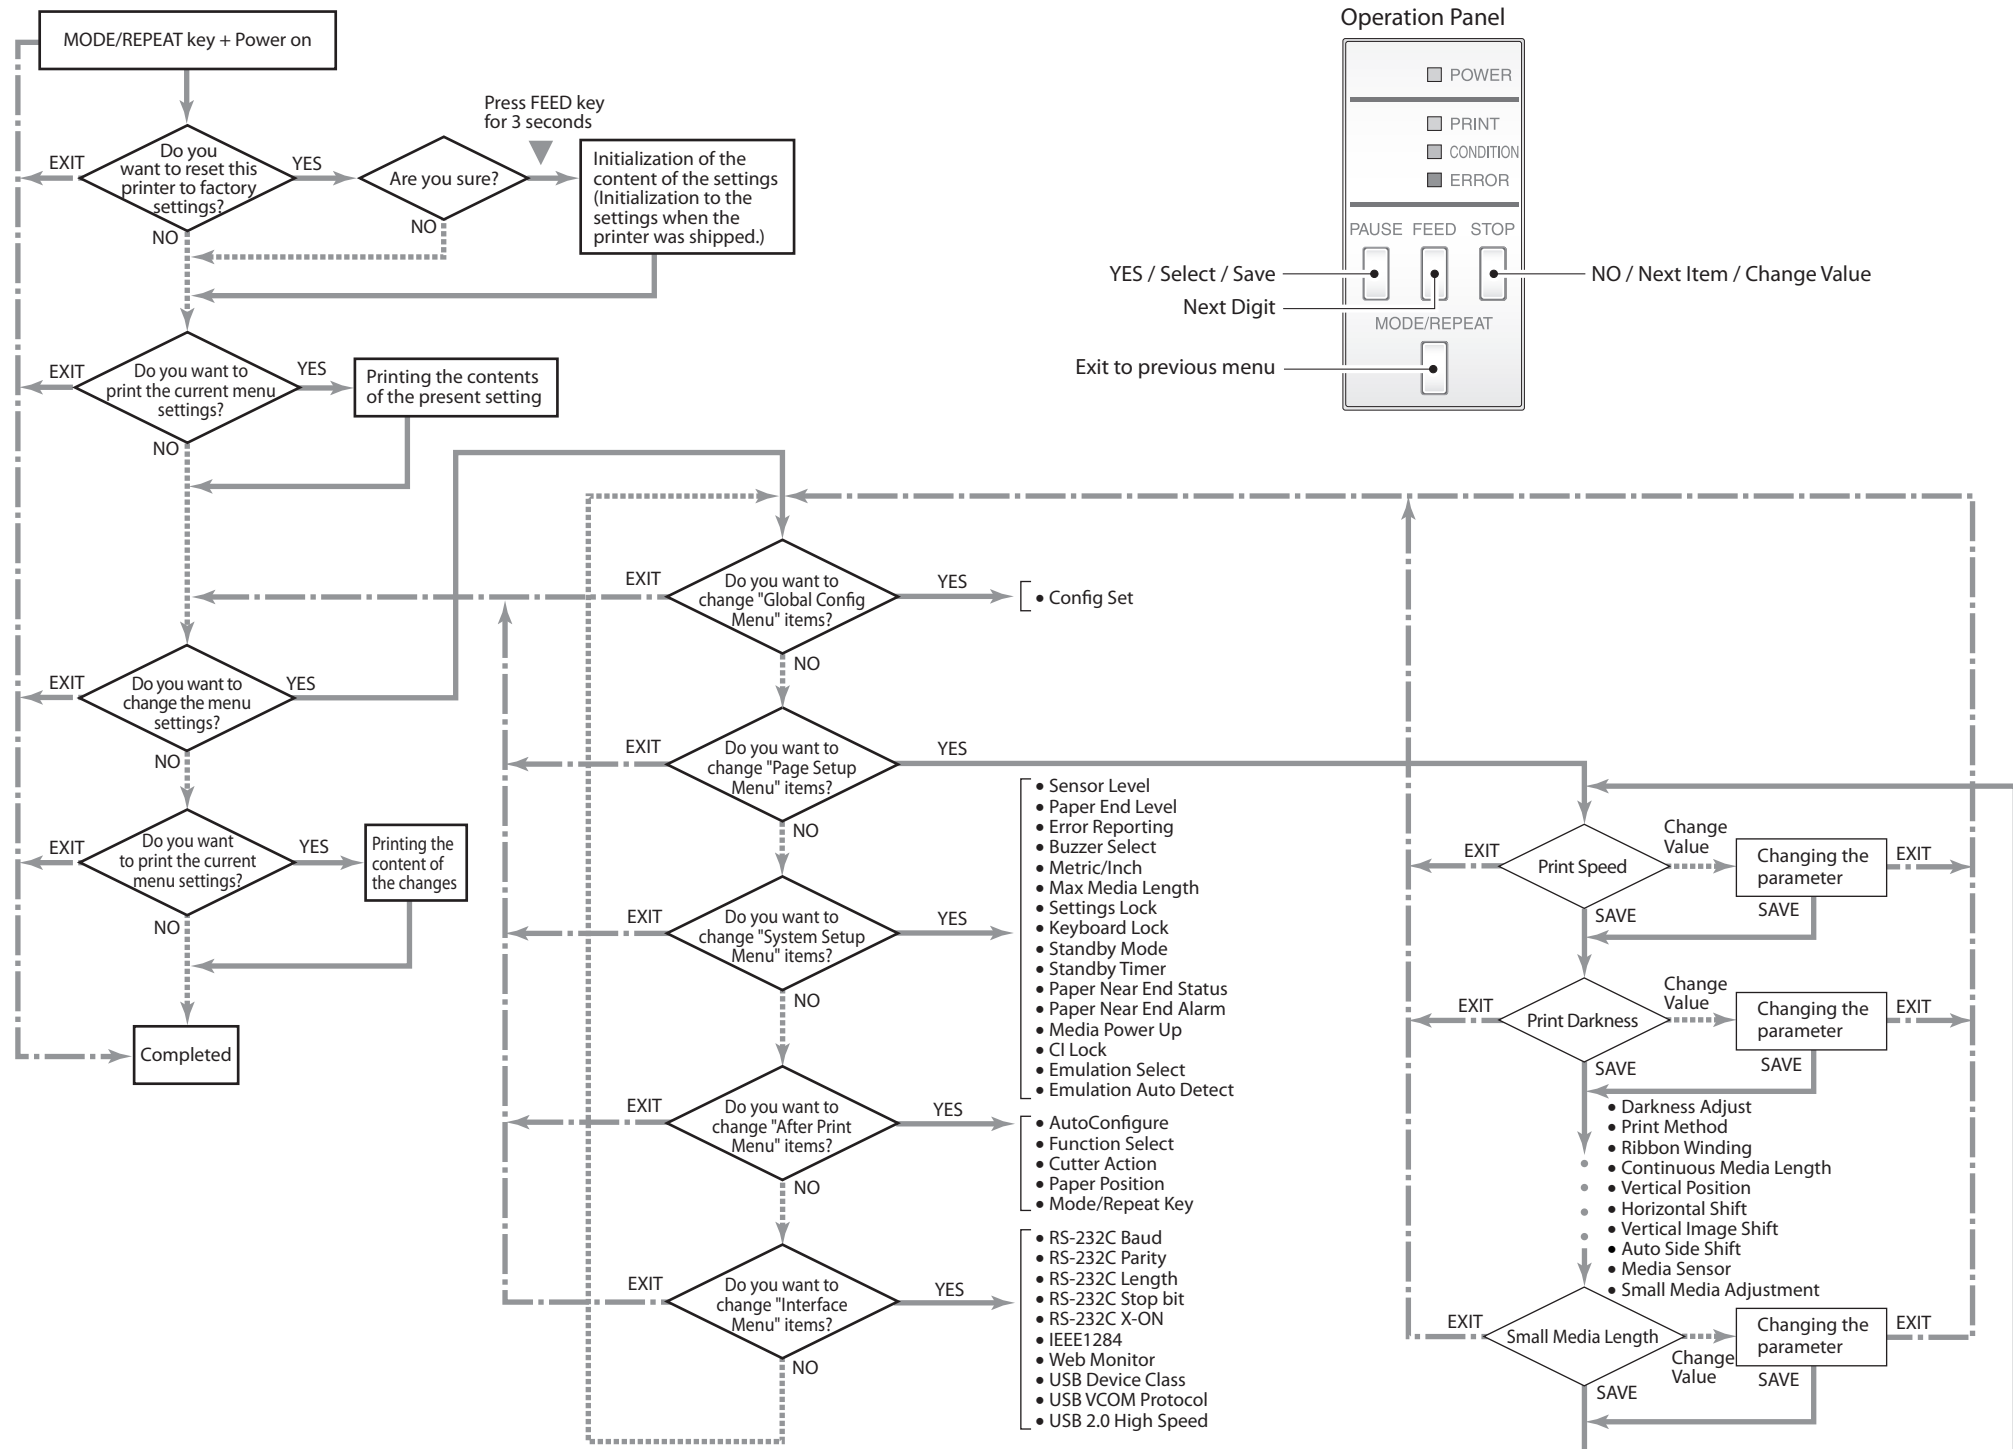 Operation Panel
MODE/REPEAT key + Power on
POWER
PRINT
CONDITION
ERROR
PAUSE FEED STOP
YES / Select / Save
NO / Next Item / Change Value
Next Digit
MODE/REPEAT
Exit to previous menu
Press FEED key
for 3 seconds
EXIT
Do you
want to reset this
printer to factory
settings?
YES
NO
Are you sure?
NO
Initialization of the
content of the settings
(Initialization to the
settings when the
printer was shipped.)
EXIT
Do you want to
print the current menu
settings?
YES
NO
Printing the contents
of the present setting
EXIT
Do you want to
change the menu
settings?
YES
NO
EXIT
Do you want
to print the current
menu settings?
YES
NO
Printing the
content of
the changes
Completed
EXIT
Do you want to
change "Global Config
Menu" items?
YES
NO
• Config Set
EXIT
Do you want to
change "Page Setup
Menu" items?
YES
NO
EXIT
Do you want to
change "System Setup
Menu" items?
YES
NO
• Sensor Level
• Paper End Level
• Error Reporting
• Buzzer Select
• Metric/Inch
• Max Media Length
• Settings Lock
• Keyboard Lock
• Standby Mode
• Standby Timer
• Paper Near End Status
• Paper Near End Alarm
• Media Power Up
• CI Lock
• Emulation Select
• Emulation Auto Detect
EXIT
Do you want to
change "After Print
Menu" items?
YES
NO
• AutoConfigure
• Function Select
• Cutter Action
• Paper Position
• Mode/Repeat Key
EXIT
Do you want to
change "Interface
Menu" items?
YES
NO
• RS-232C Baud
• RS-232C Parity
• RS-232C Length
• RS-232C Stop bit
• RS-232C X-ON
• IEEE1284
• Web Monitor
• USB Device Class
• USB VCOM Protocol
• USB 2.0 High Speed
EXIT
Print Speed
Change
Value
Changing the
parameter
EXIT
SAVE
SAVE
EXIT
Print Darkness
Change
Value
Changing the
parameter
EXIT
SAVE
SAVE
• Darkness Adjust
• Print Method
• Ribbon Winding
• Continuous Media Length
• Vertical Position
• Horizontal Shift
• Vertical Image Shift
• Auto Side Shift
• Media Sensor
• Small Media Adjustment
EXIT
Small Media Length
Change
Value
Changing the
parameter
EXIT
SAVE
SAVE